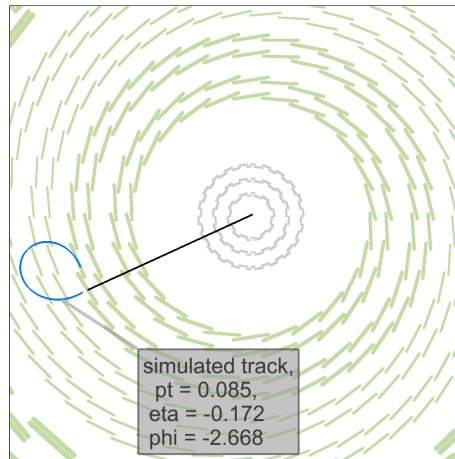 simulated track,
pt = 0.085,
eta = -0.172
phi = -2.668